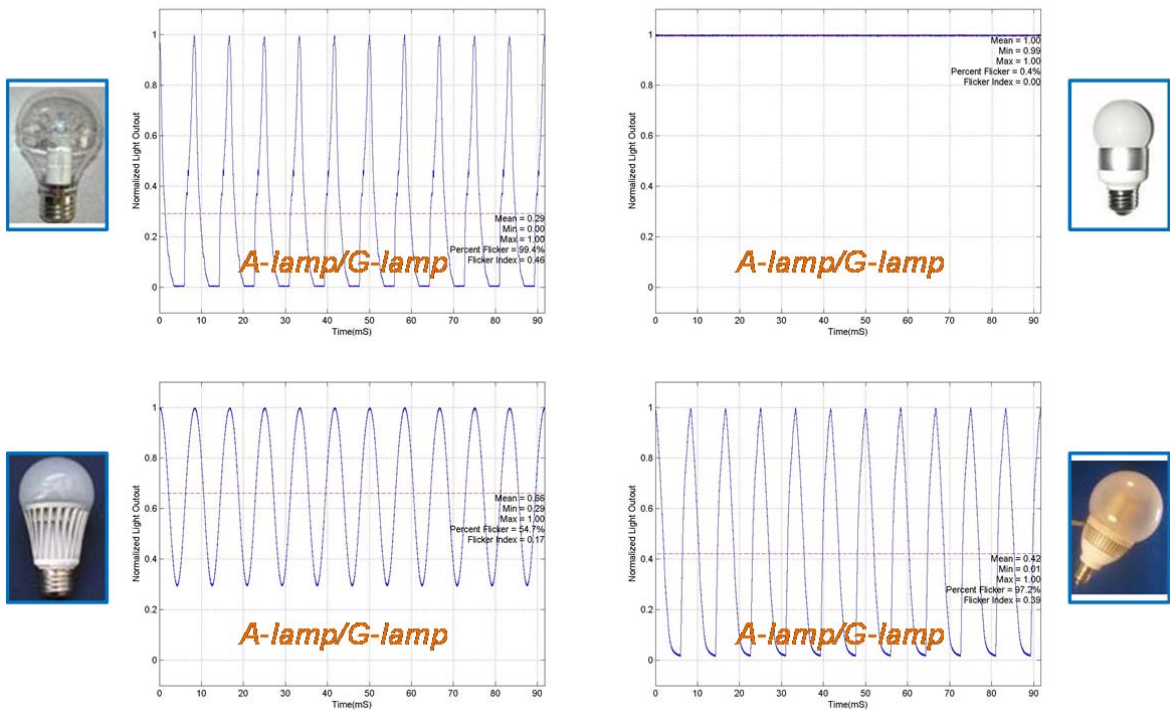 1
0.8
0.6
0.4
0.2
0
Normalized Light Outout
Mean = 0.29
Min = 0.00
Max = 1.00
Percent Flicker = 99.4%
Flicker Index = 0.46
A-lamp/G-lamp
0 10 20 30 40 50 60 70 80 90
Time(mS)
1
0.8
0.6
0.4
0.2
0
Normalized Light Outout
Mean = 1.00
Min = 0.99
Max = 1.00
Percent Flicker = 0.4%
Flicker Index = 0.00
A-lamp/G-lamp
0 10 20 30 40 50 60 70 80 90
Time(mS)
1
0.8
0.6
0.4
0.2
0
Normalized Light Outout
Mean = 0.66
Min = 0.29
Max = 1.00
Percent Flicker = 54.7%
Flicker Index = 0.17
A-lamp/G-lamp
0 10 20 30 40 50 60 70 80 90
Time(mS)
1
0.8
0.6
0.4
0.2
0
Normalized Light Outout
Mean = 0.42
Min = 0.01
Max = 1.00
Percent Flicker = 97.2%
Flicker Index = 0.39
A-lamp/G-lamp
0 10 20 30 40 50 60 70 80 90
Time(mS)